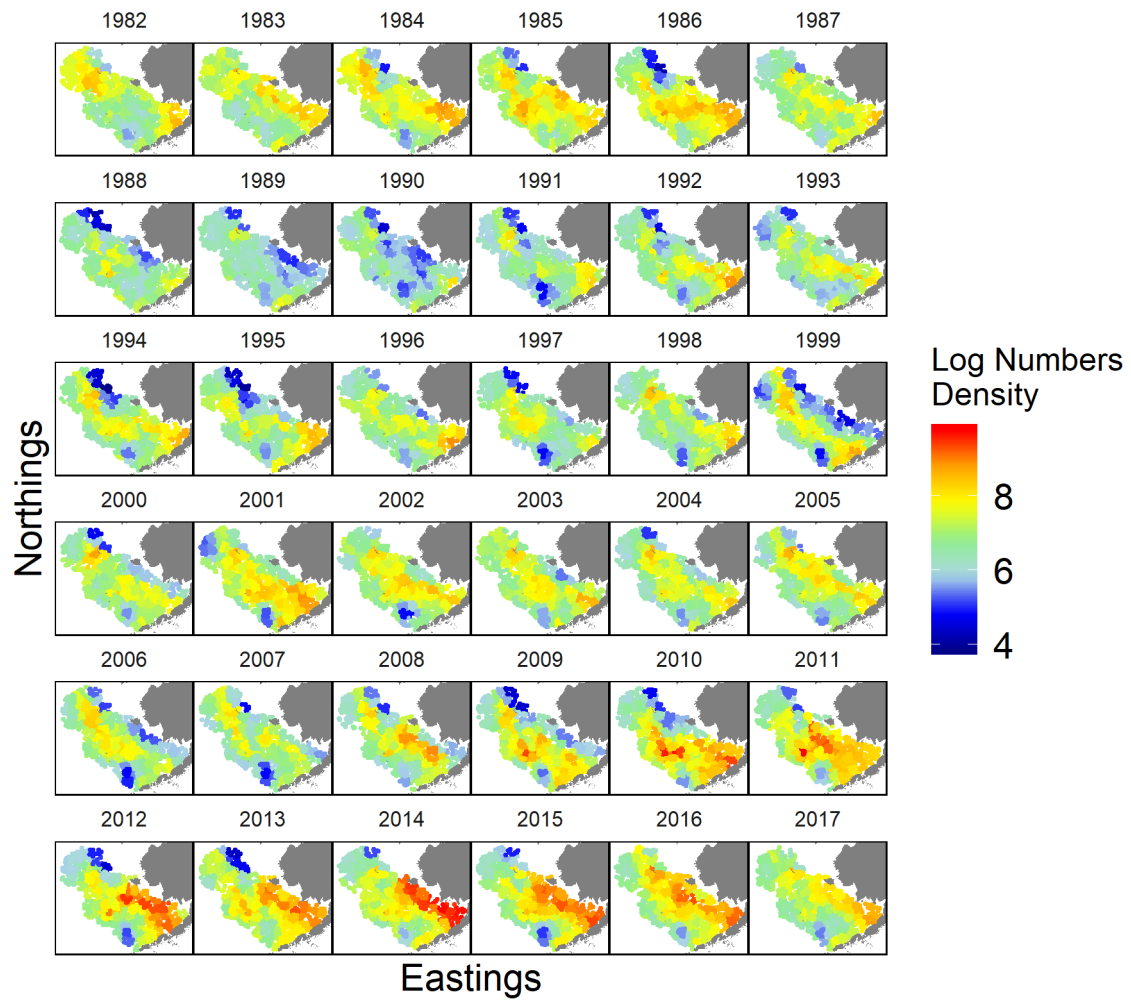 1982 1983 1984 1985 1986 1987
1988 1989 1990 1991 1992 1993
1994 1995 1996 1997 1998 1999
2000 2001 2002 2003 2004 2005
2006 2007 2008 2009 2010 2011
2012 2013 2014 2015 2016 2017
Northings
Eastings
Log Numbers
Density
8
6
4